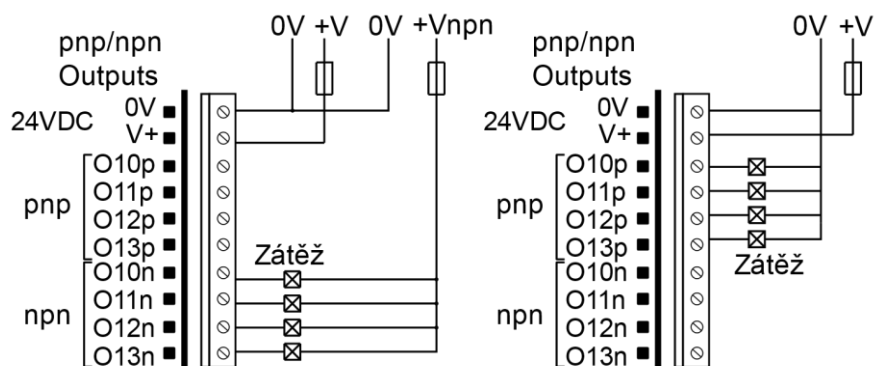 0V +V 0V +Vnpn
pnp/npn
Outputs
24VDC
0V
V+
pnp
O10p
O11p
O12p
O13p
npn
O10n
O11n
O12n
O13n
Zátěž
0V +V
pnp/npn
Outputs
24VDC
0V
V+
pnp
O10p
O11p
O12p
O13p
npn
O10n
O11n
O12n
O13n
Zátěž